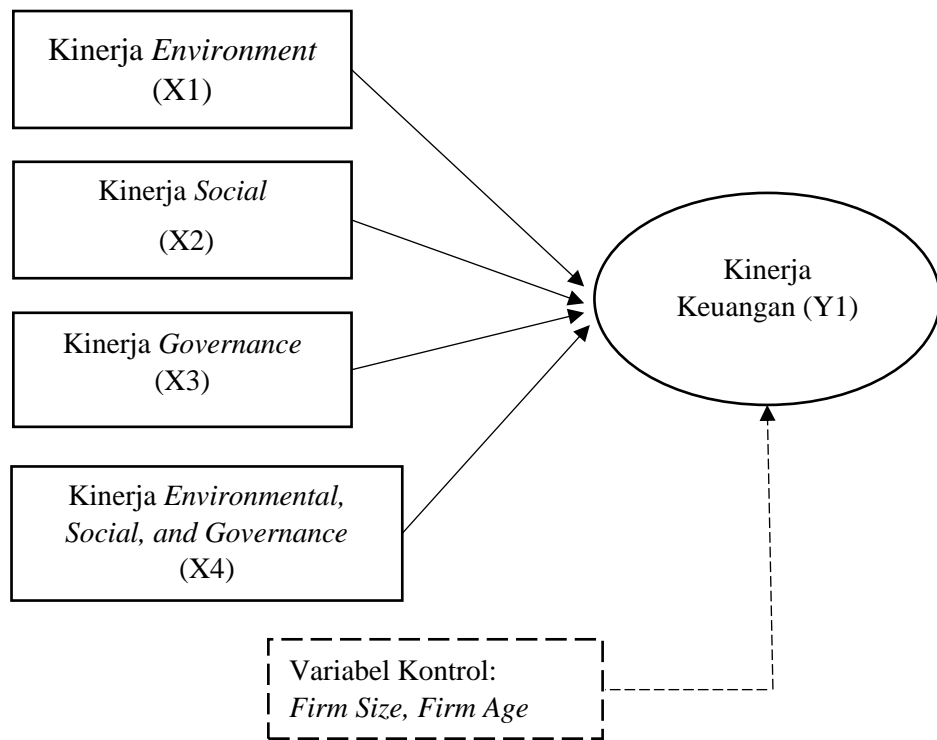 Kinerja Environment
(X1)
Kinerja Social
(X2)
Kinerja Governance
(X3)
Kinerja Environmental,
Social, and Governance
(X4)
Kinerja
Keuangan (Y1)
Variabel Kontrol:
Firm Size, Firm Age